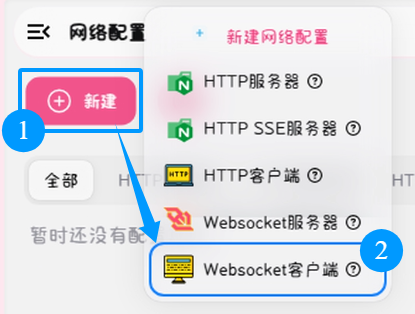 网络配置
新建网络配置
1
新建
HTTP服务器
HTTP SSE服务器
全部
HT
HTTP客户端
HT
暂时还没有配
Websocket服务器
Websocket客户端
2